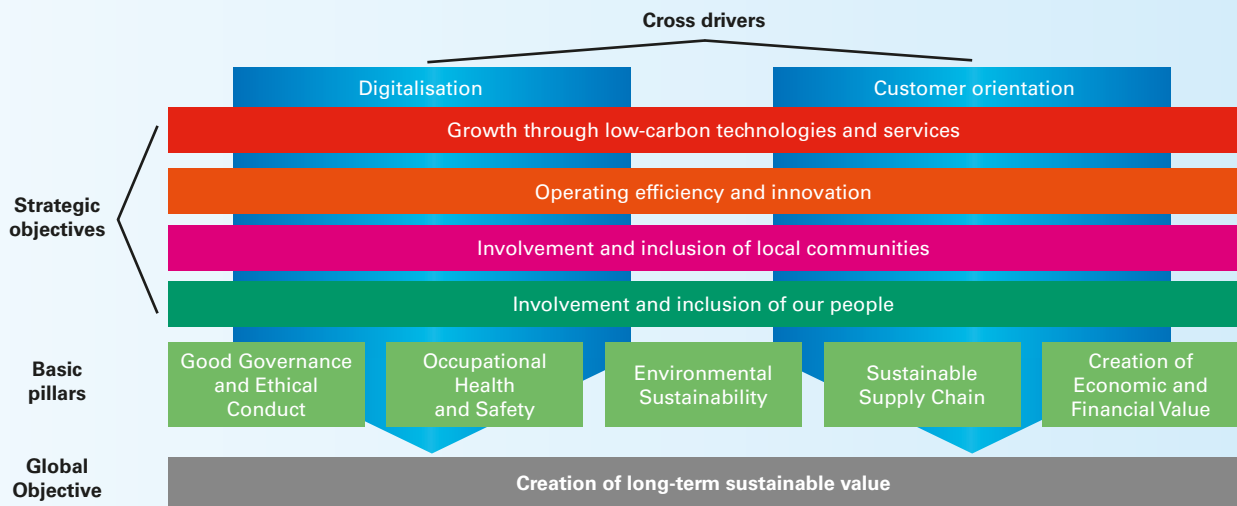 Cross drivers
Digitalisation
Customer orientation
Strategic
objectives
Growth through low-carbon technologies and services
Operating efficiency and innovation
Involvement and inclusion of local communities
Involvement and inclusion of our people
Basic
pillars
Good Governance
and Ethical
Conduct
Occupational
Health
and Safety
Environmental
Sustainability
Sustainable
Supply Chain
Creation of
Economic and
Financial Value
Global
Objective
Creation of long-term sustainable value